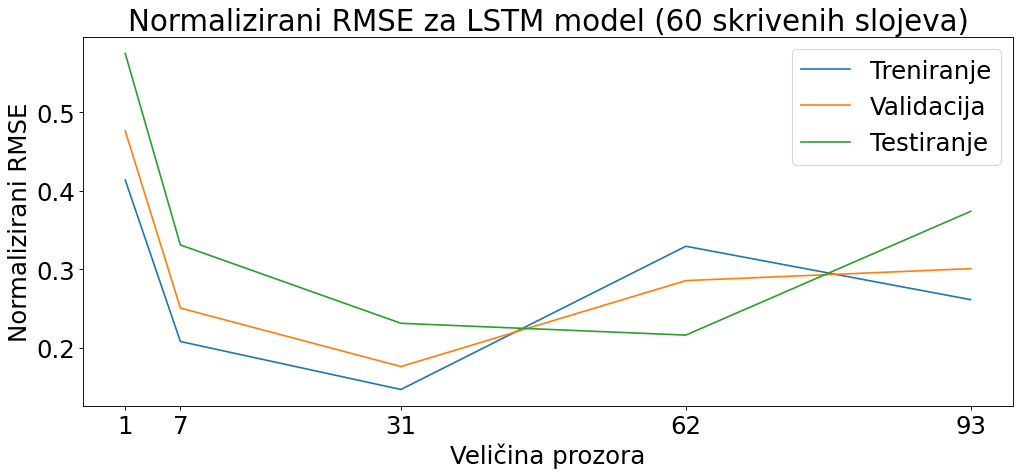 Normalizirani RMSE za LSTM model (60 skrivenih slojeva)
Normalizirani RMSE
0.5
0.4
0.3
0.2
Treniranje
Validacija
Testiranje
1 7 31 62 93
Veličina prozora